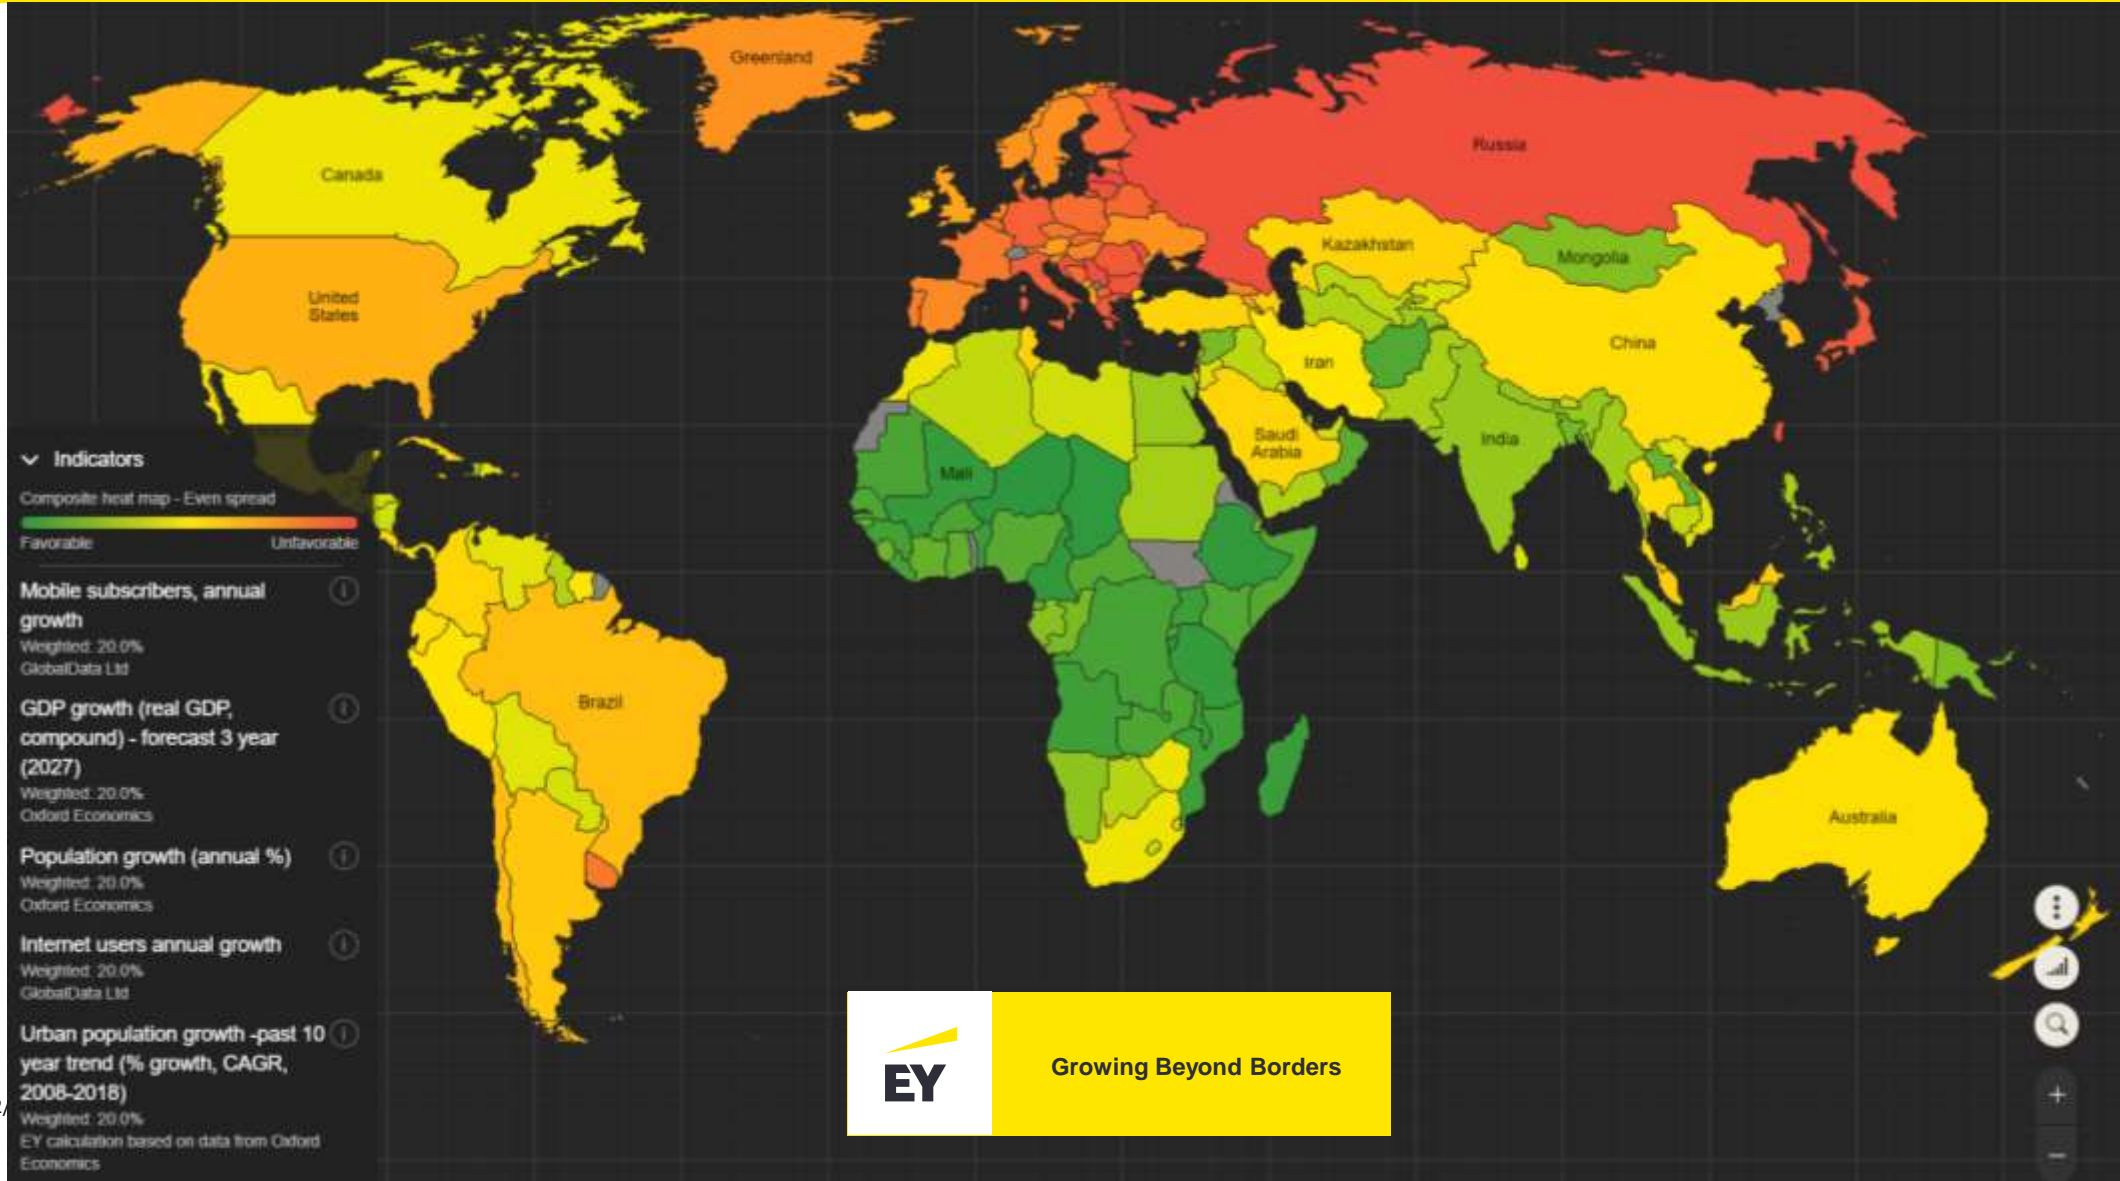 Greenland
Russia
Canada
Kazakhstan
Mongolia
United
States
China
Iran
Saudi
Arabia
India
Mali
Brazil
Australia
Indicators
Composite heat map - Even spread
Favorable
Unfavorable
Mobile subscribers, annual
growth
Weighted: 20.0%
GlobalData Ltd
GDP growth (real GDP,
compound) - forecast 3 year
(2027)
Weighted: 20.0%
Oxford Economics
Population growth (annual %)
Weighted: 20.0%
Oxford Economics
Internet users annual growth
Weighted: 20.0%
GlobalData Ltd
Urban population growth -past 10
year trend (% growth, CAGR,
2008-2018)
Weighted: 20.0%
EY calculation based on data from Oxford
Economics
EY
Growing Beyond Borders